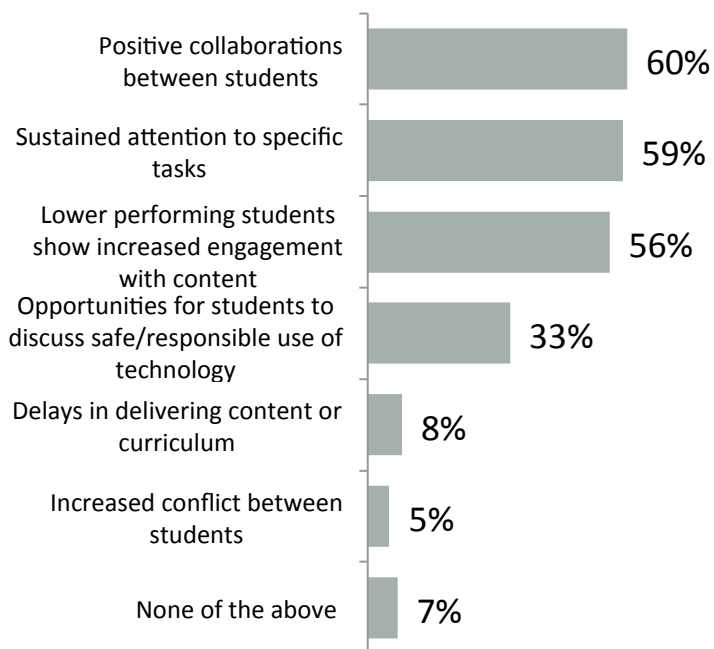 Positive collaborations
between students
60%
Sustained attention to specific
tasks
59%
Lower performing students
show increased engagement
with content
56%
Opportunities for students to
discuss safe/responsible use of
technology
33%
Delays in delivering content or
curriculum
8%
Increased conflict between
students
5%
None of the above
7%